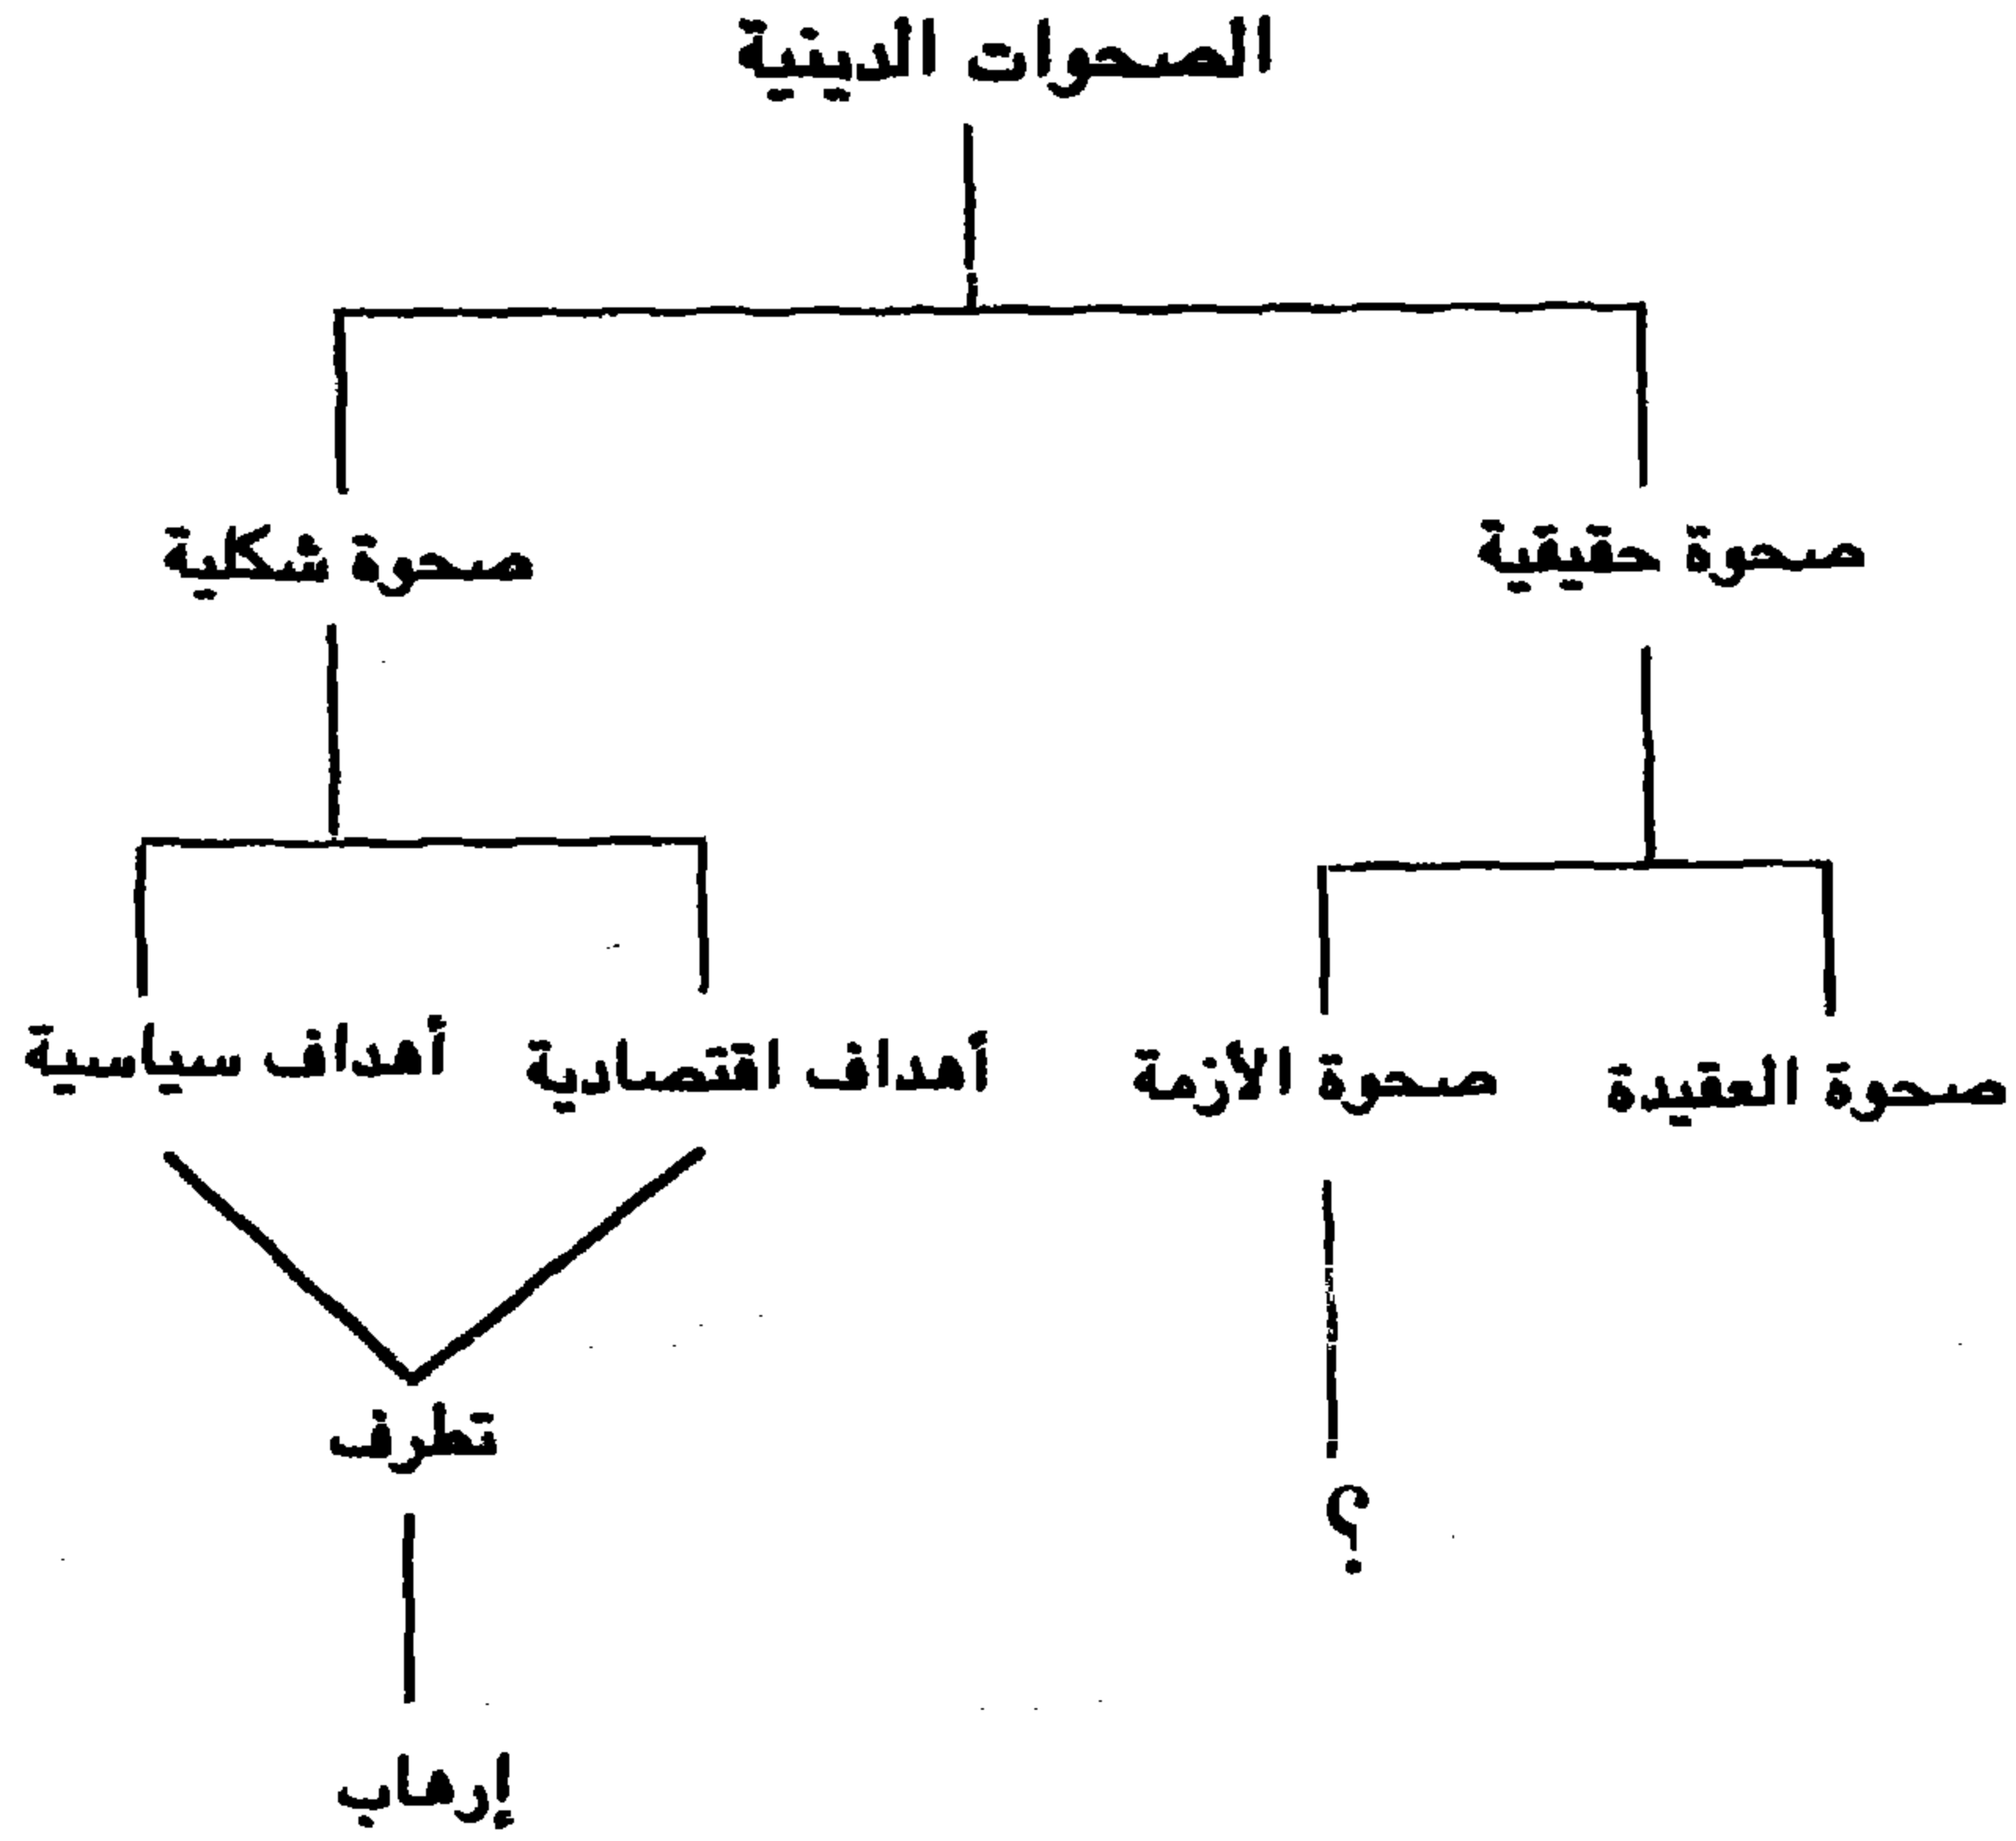 الصحوات الدينية
صحوة حقيقية
صحوة شكلية
صحوة العقيدة
صحوة الأزمة
أهداف اقتصادية
أهداف سياسية
؟
تطرف
إرهاب